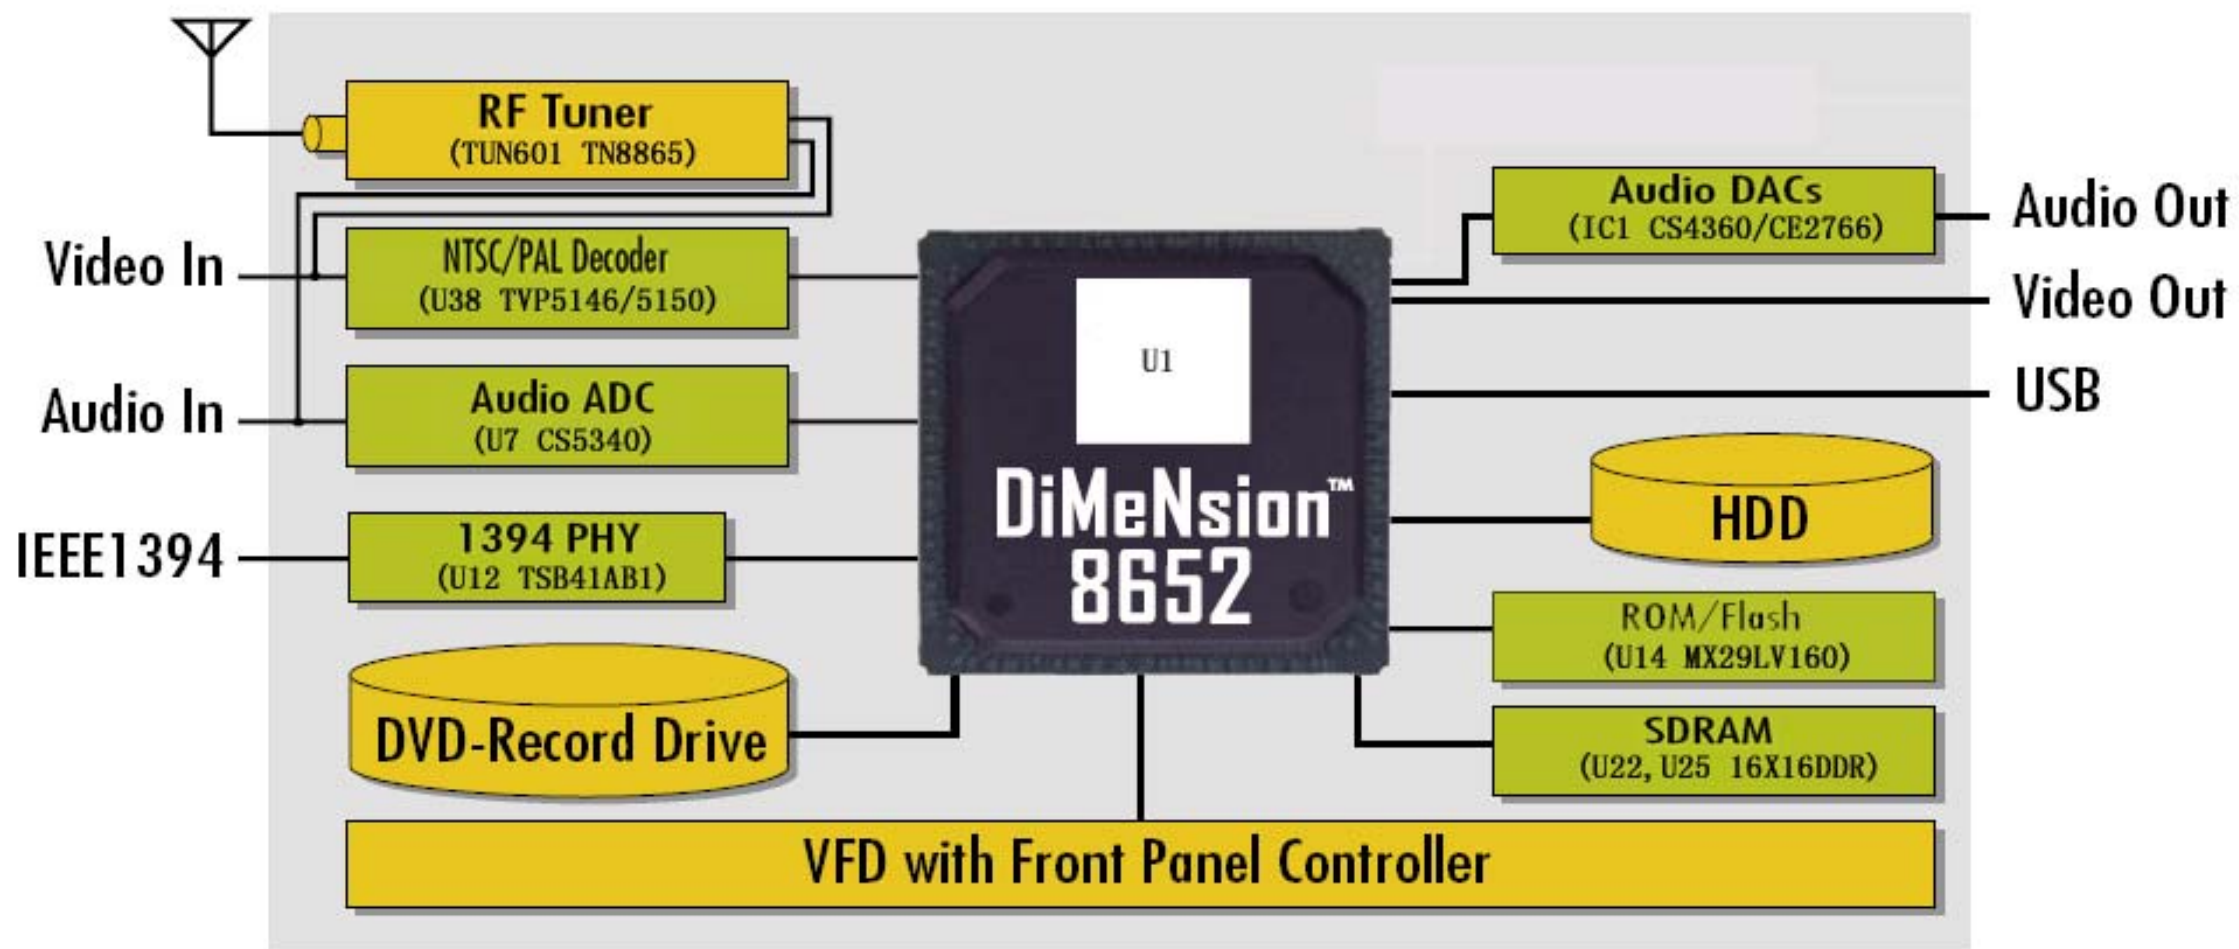 RF Tuner
(TUN601 TN8865)
Video In
NTSC/PAL Decoder
(U38 TVP5146/5150)
Audio In
Audio ADC
(U7 CS5340)
IEEE1394
1394 PHY
(U12 TSB41AB1)
DVD-Record Drive
U1
DiMeNsion™
8652
Audio DACs
(IC1 CS4360/CE2766)
Audio Out
Video Out
USB
HDD
ROM/Flash
(U14 MX29LV160)
SDRAM
(U22,U25 16X16DDR)
VFD with Front Panel Controller